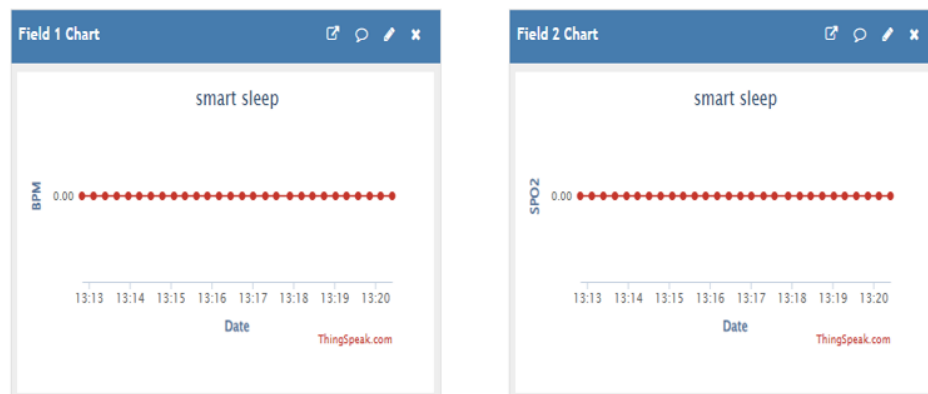 Field 1 Chart
smart sleep
BPM
0.00
13:13 13:14 13:15 13:16 13:17 13:18 13:19 13:20
Date
ThingSpeak.com
Field 2 Chart
smart sleep
SPO2
0.00
13:13 13:14 13:15 13:16 13:17 13:18 13:19 13:20
Date
ThingSpeak.com